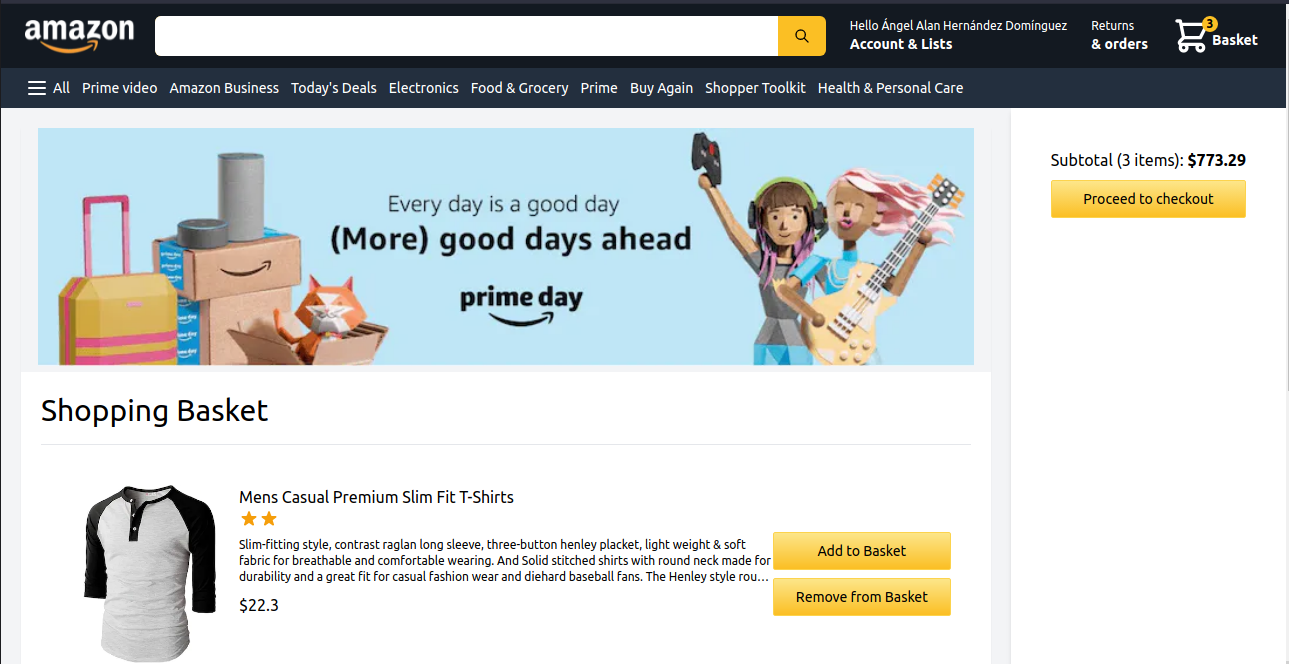 amazon
Hello Ángel Alan Hernández Domínguez
Account & Lists
Returns
& orders
3
Basket
All Prime video Amazon Business Today's Deals Electronics Food & Grocery Prime Buy Again Shopper Toolkit Health & Personal Care
Every day is a good day
(More) good days ahead
prime day
Subtotal (3 items): $773.29
Proceed to checkout
Shopping Basket
Mens Casual Premium Slim Fit T-Shirts
Slim-fitting style, contrast raglan long sleeve, three-button henley placket, light weight & soft
fabric for breathable and comfortable wearing. And Solid stitched shirts with round neck made for
durability and a great fit for casual fashion wear and diehard baseball fans. The Henley style rou…
$22.3
Add to Basket
Remove from Basket